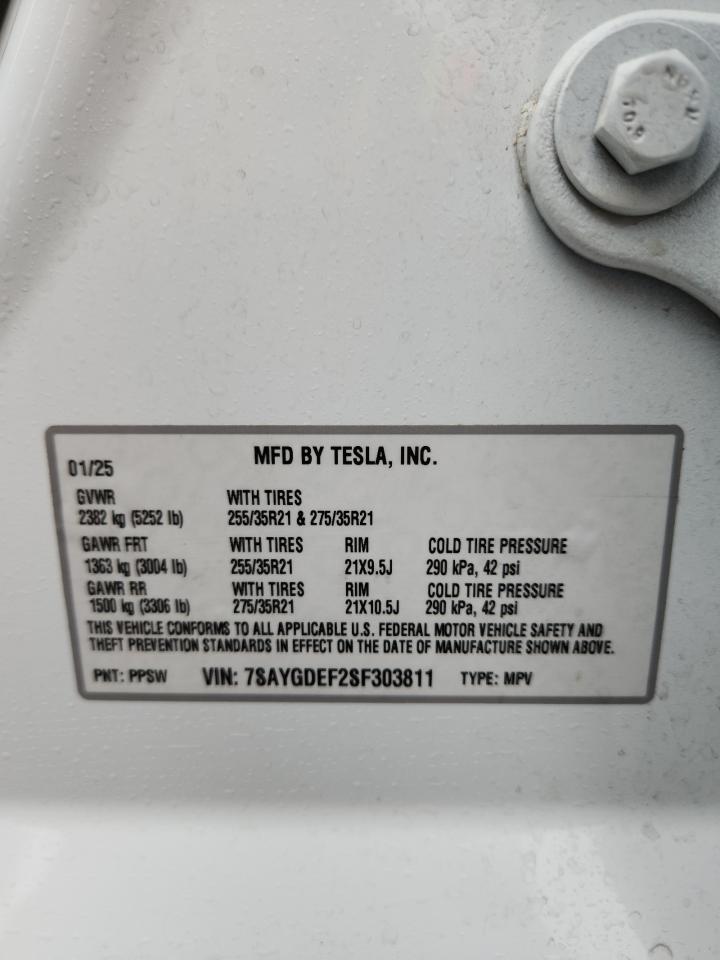 10.9
01/25 MFD BY TESLA, INC.
GVWR WITH TIRES
2382 kg (5252 lb) 255/35R21 & 275/35R21
GAWR FRT WITH TIRES RIM COLD TIRE PRESSURE
1363 kg (3004 lb) 255/35R21 21X9.5J 290 kPa, 42 psi
GAWR RR WITH TIRES RIM COLD TIRE PRESSURE
1500 kg (3306 lb) 275/35R21 21X10.5J 290 kPa, 42 psi
THIS VEHICLE CONFORMS TO ALL APPLICABLE U.S. FEDERAL MOTOR VEHICLE SAFETY AND
THEFT PREVENTION STANDARDS IN EFFECT ON THE DATE OF MANUFACTURE SHOWN ABOVE.
PNT: PPSW VIN: 7SAYGDEF2SF303811 TYPE: MPV